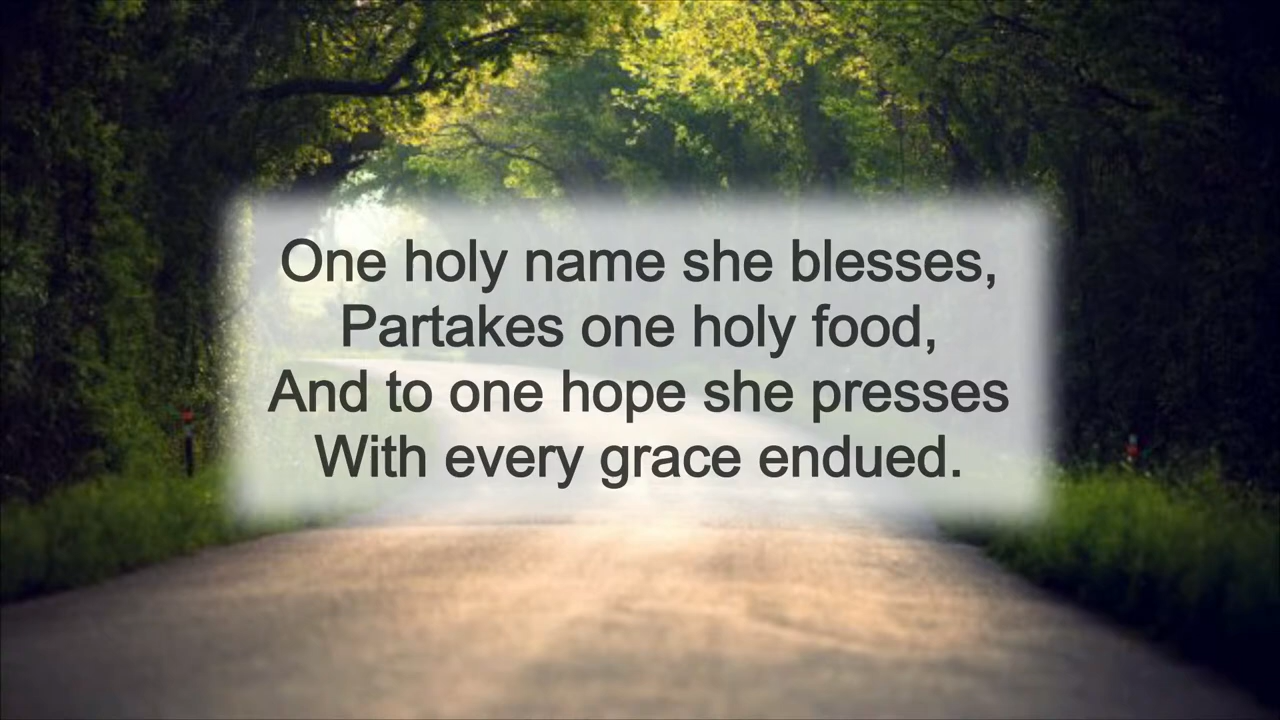 One holy name she blesses,
Partakes one holy food,
And to one hope she presses
With every grace endued.